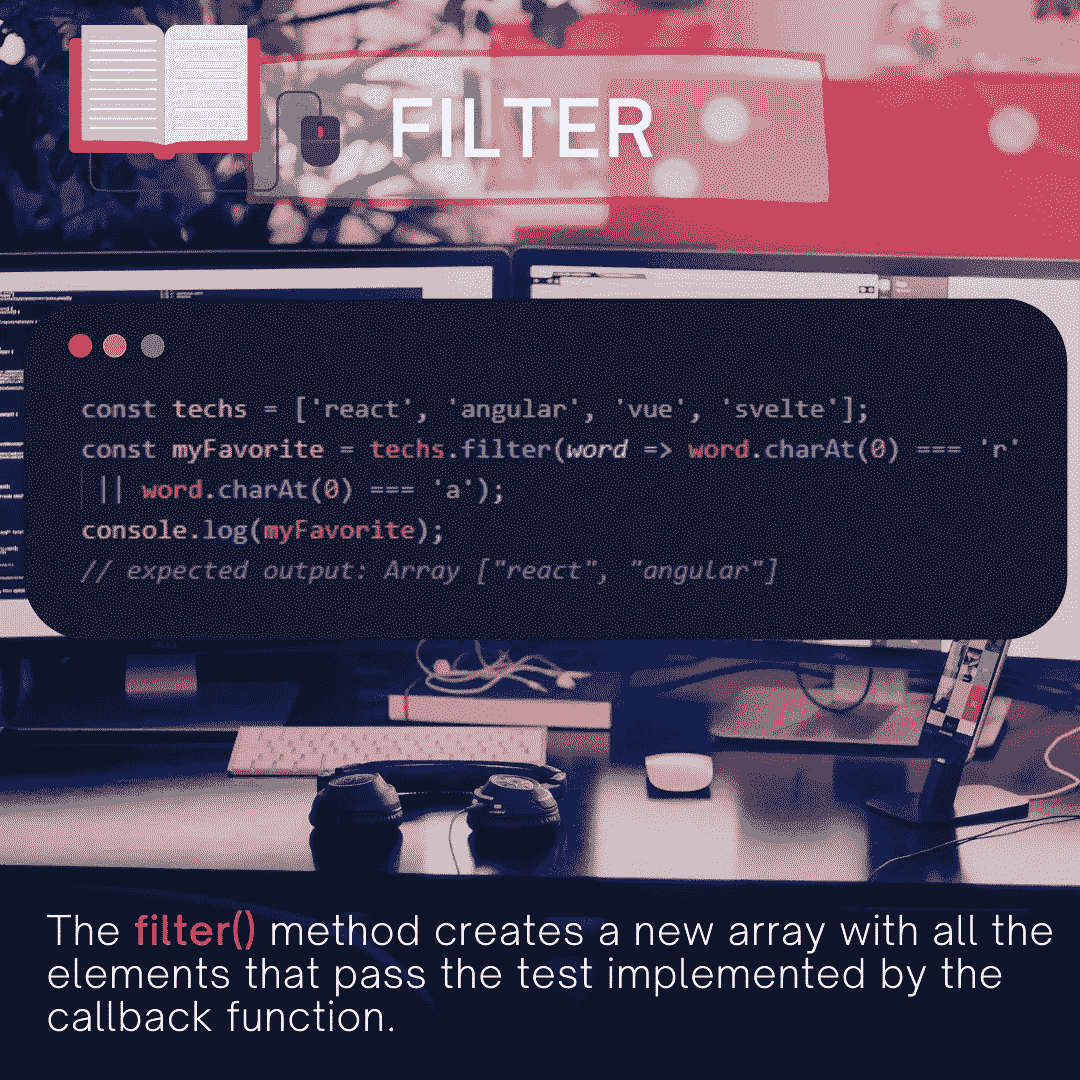 FILTER
const techs = ['react', 'angular', 'vue', 'svelte'];
const myFavorite = techs.filter(word => word.charAt(0) === 'r'
|| word.charAt(0) === 'a');
console.log(myFavorite);
// expected output: Array ["react", "angular"]
The filter() method creates a new array with all the
elements that pass the test implemented by the
callback function.